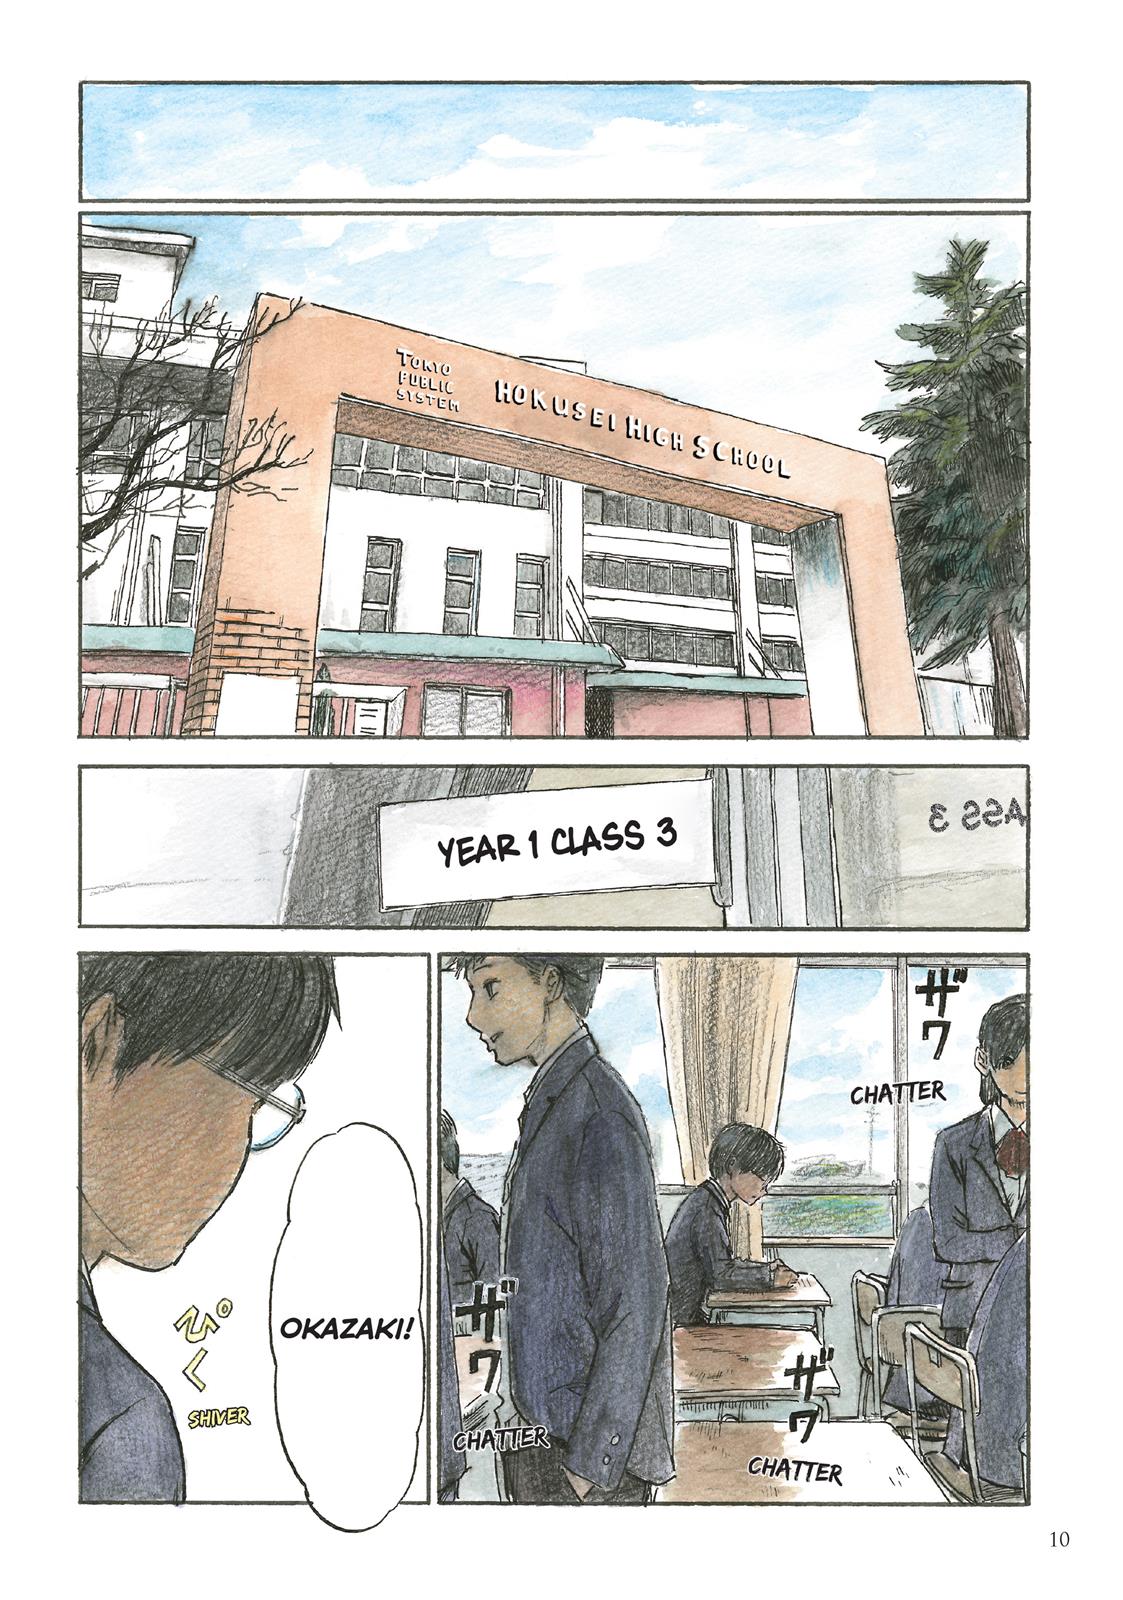 TOKYO
PUBLIC
SYSTEM
HOKUSEI HIGH SCHOOL
YEAR 1 CLASS 3
ASS 3
ザワ
CHATTER
ザワ
CHATTER
ザワ
CHATTER
OKAZAKI!
ぴく
SHIVER
10